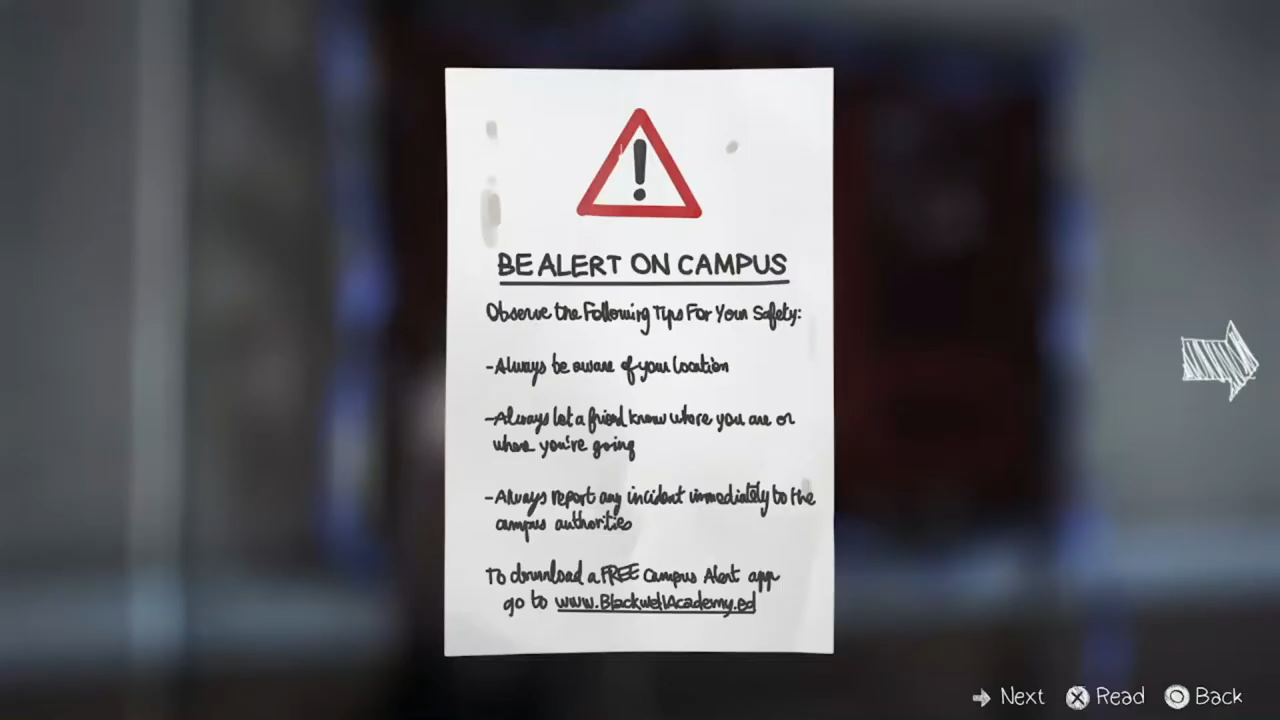 !
BE ALERT ON CAMPUS
Observe the Following Tips For Your Safety:
-Always be aware of your location
-Always let a friend know where you are or
where you're going
-Always report any incident immediately to the
campus authorities
To download a FREE Campus Alert app
go to www.BlackwellAcademy.ed
Next Read Back